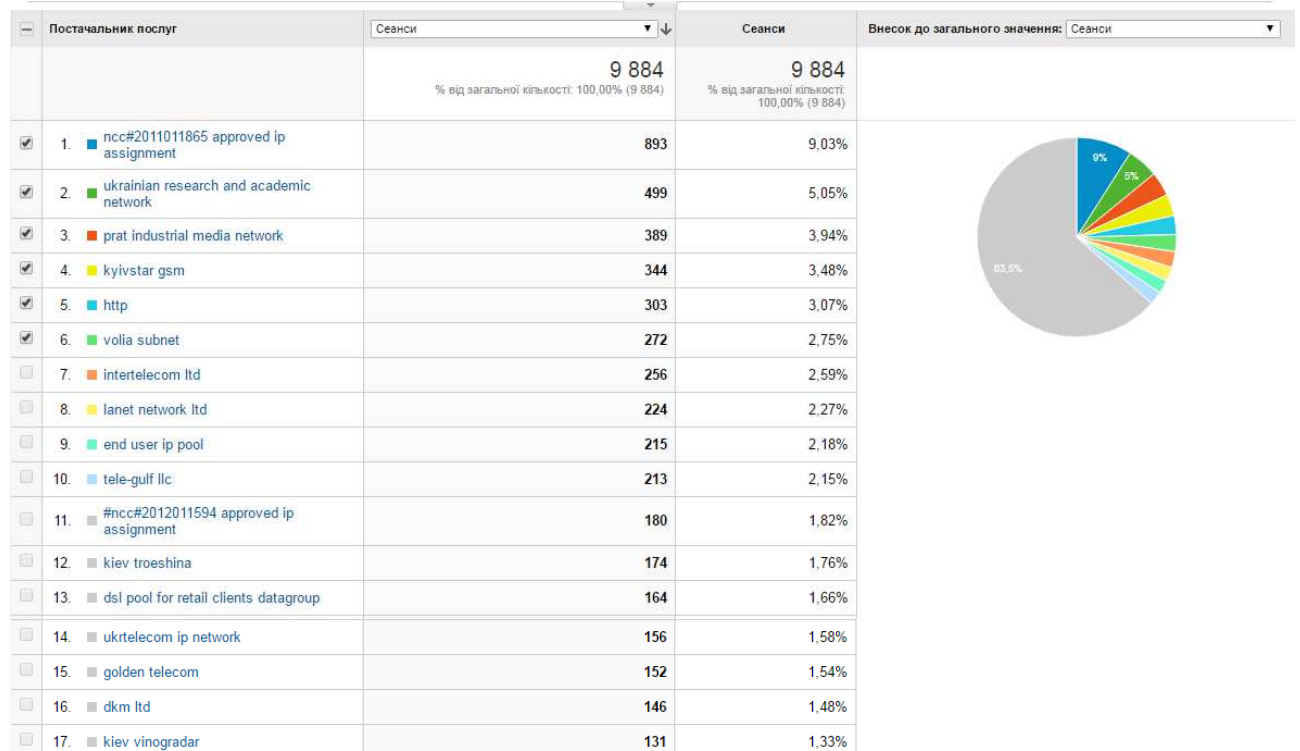 Постачальник послуг
Сеанси
Сеанси
Внесок до загального значення: Сеанси
9 884
% від загальної кількості: 100,00% (9 884)
9 884
% від загальної кількості:
100,00% (9 884)
1. ncc#2011011865 approved ip
assignment
893
9,03%
2. ukrainian research and academic
network
499
5,05%
3. prat industrial media network
389
3,94%
4. kyivstar gsm
344
3,48%
5. http
303
3,07%
6. volia subnet
272
2,75%
7. intertelecom ltd
256
2,59%
8. lanet network ltd
224
2,27%
9. end user ip pool
215
2,18%
10. tele-gulf llc
213
2,15%
11. #ncc#2012011594 approved ip
assignment
180
1,82%
12. kiev troeshina
174
1,76%
13. dsl pool for retail clients datagroup
164
1,66%
14. ukrtelecom ip network
156
1,58%
15. golden telecom
152
1,54%
16. dkm ltd
146
1,48%
17. kiev vinogradar
131
1,33%
9%
5%
63,5%